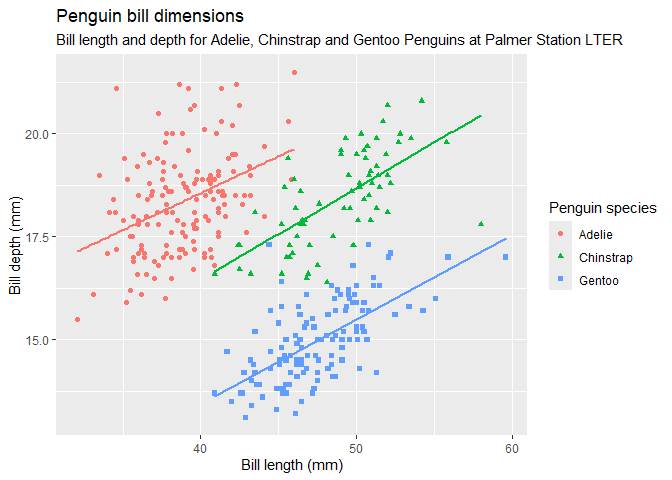 Penguin bill dimensions
Bill length and depth for Adelie, Chinstrap and Gentoo Penguins at Palmer Station LTER
20.0
17.5
15.0
Bill depth (mm)
40
50
60
Bill length (mm)
Penguin species
Adelie
Chinstrap
Gentoo